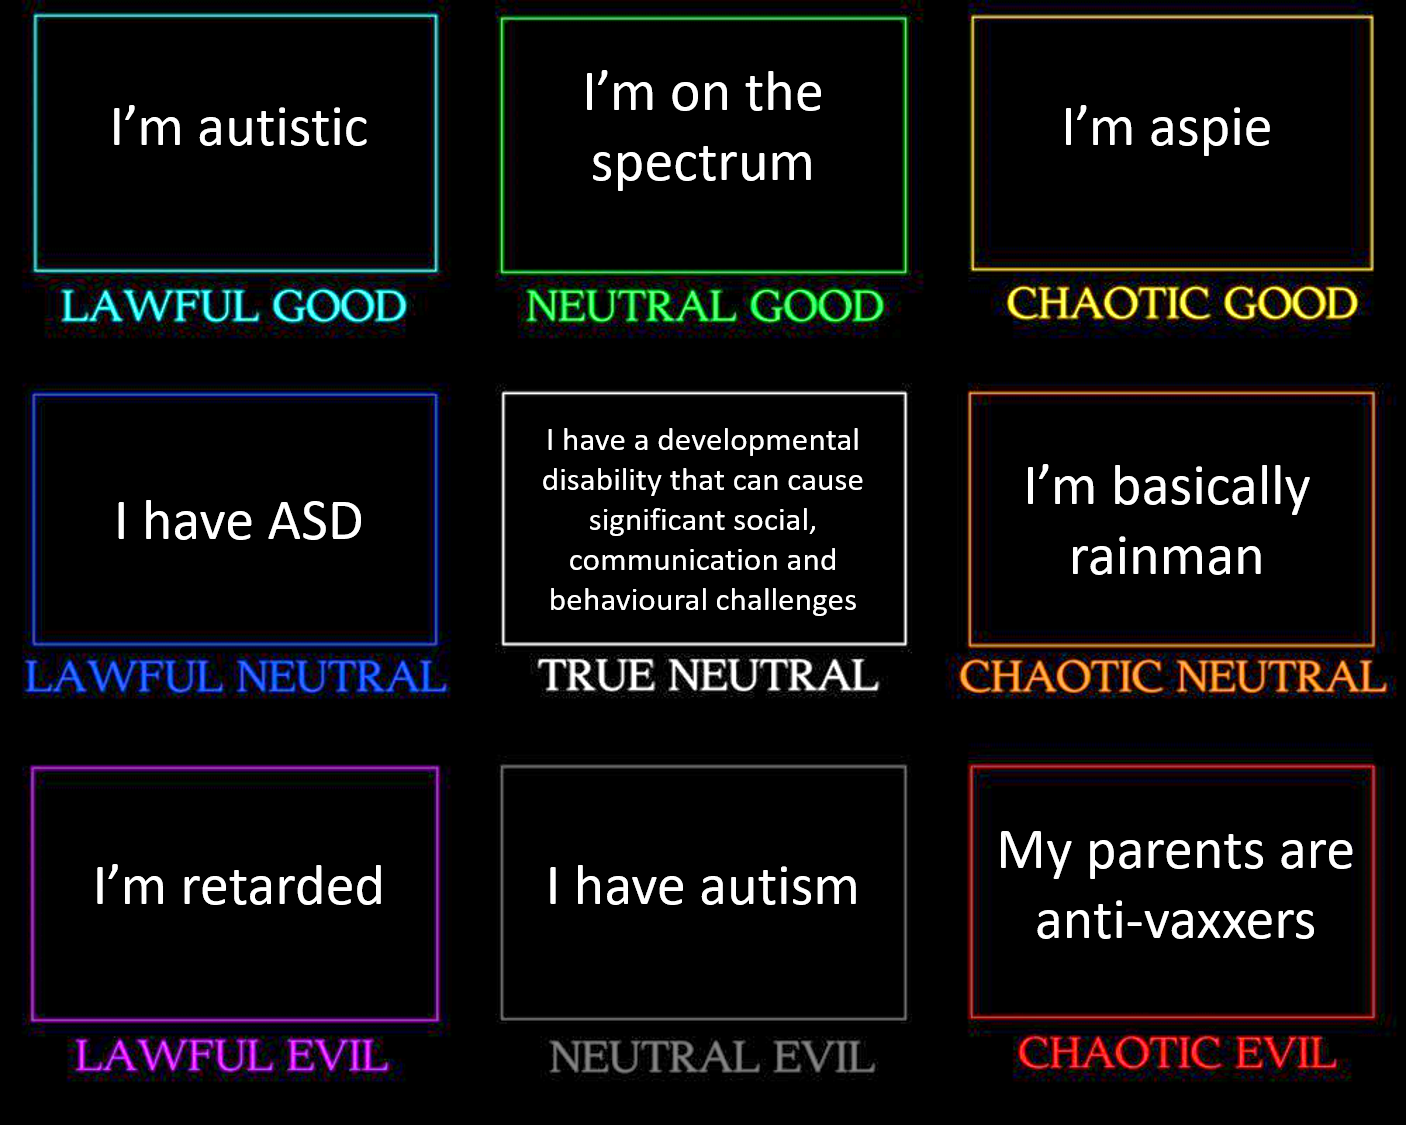 I’m autistic
I’m on the
spectrum
I’m aspie
LAWFUL GOOD
NEUTRAL GOOD
CHAOTIC GOOD
I have ASD
I have a developmental
disability that can cause
significant social,
communication and
behavioural challenges
I’m basically
rainman
LAWFUL NEUTRAL
TRUE NEUTRAL
CHAOTIC NEUTRAL
I’m retarded
I have autism
My parents are
anti-vaxxers
LAWFUL EVIL
NEUTRAL EVIL
CHAOTIC EVIL